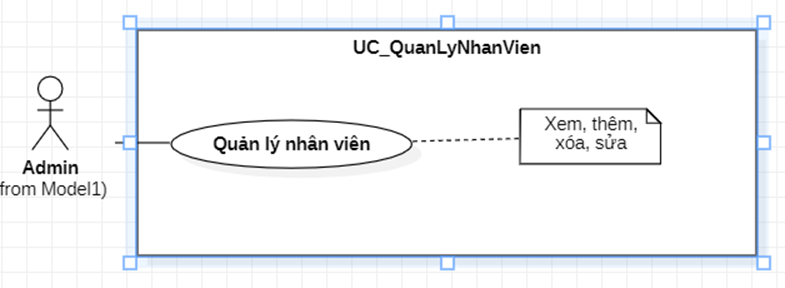 UC_QuanLyNhanVien
Xem, thêm,
xóa, sửa
Quản lý nhân viên
Admin
from Model1)